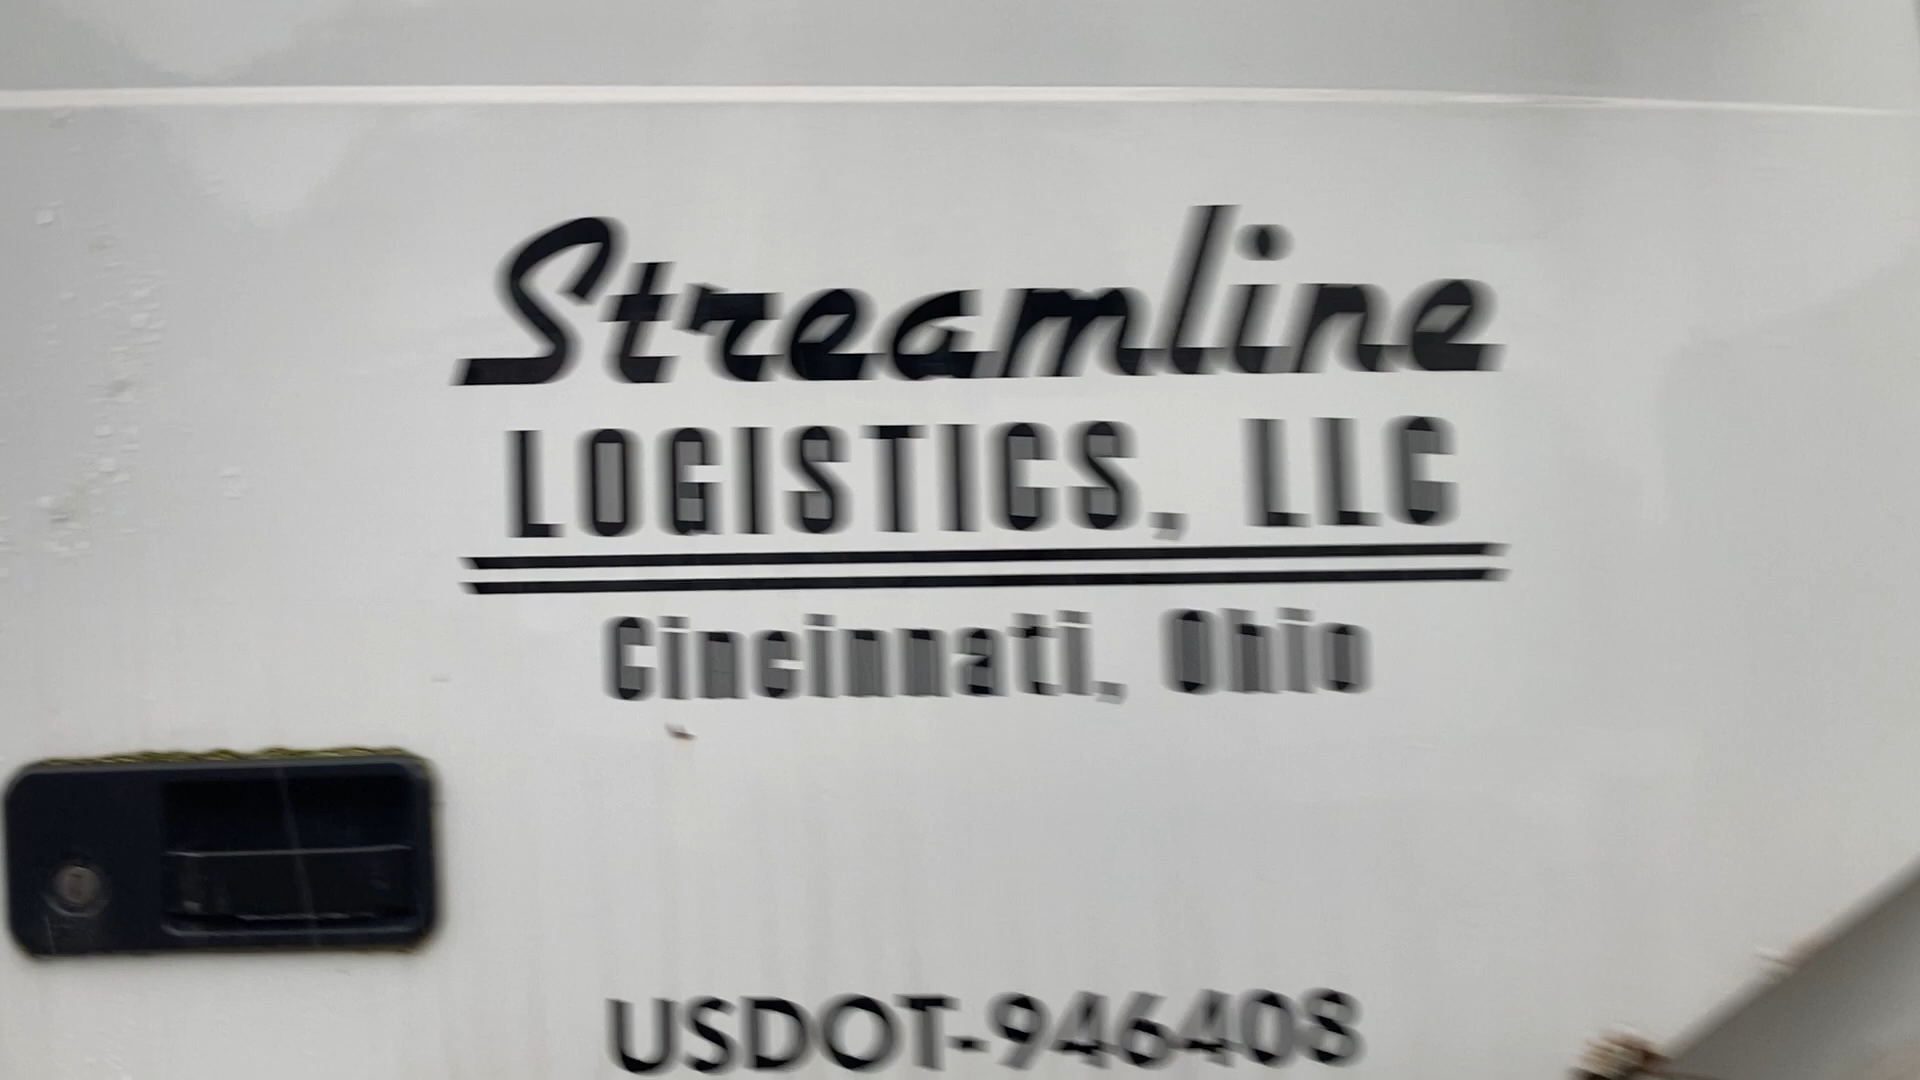 Streamline
LOGISTICS, LLC
Cincinnati, Ohio
USDOT-946408